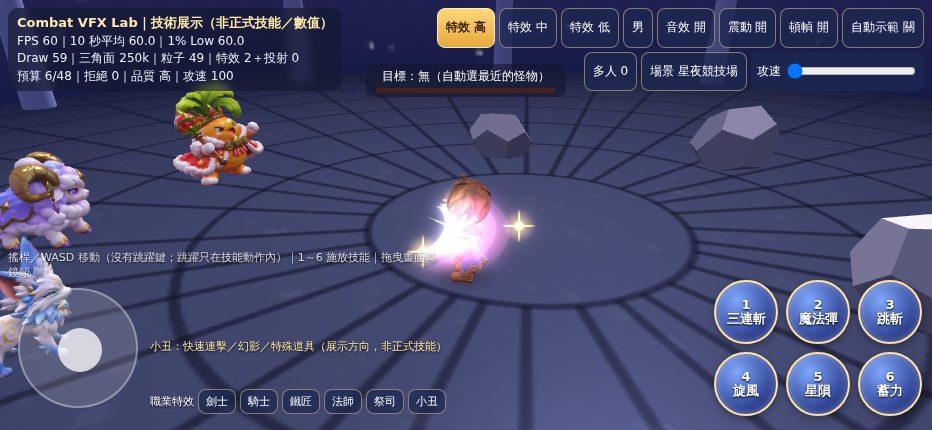 Combat VFX Lab｜技術展示（非正式技能／數值）
FPS 60｜10 秒平均 60.0｜1% Low 60.0
Draw 59｜三角面 250k｜粒子 49｜特效 2＋投射 0
預算 6/48｜拒絕 0｜品質 高｜攻速 100
特效 高
特效 中
特效 低
男
音效 開
震動 開
頓幀 開
自動示範 關
多人 0
場景 星夜競技場
攻速
目標：無（自動選最近的怪物）
搖桿／WASD 移動（沒有跳躍鍵；跳躍只在技能動作內）｜1～6 施放技能｜拖曳畫面轉
鏡頭
1
三連斬
2
魔法彈
3
跳斬
4
旋風
5
星隕
6
蓄力
小丑：快速連擊／幻影／特殊道具（展示方向，非正式技能）
職業特效
劍士
騎士
鐵匠
法師
祭司
小丑